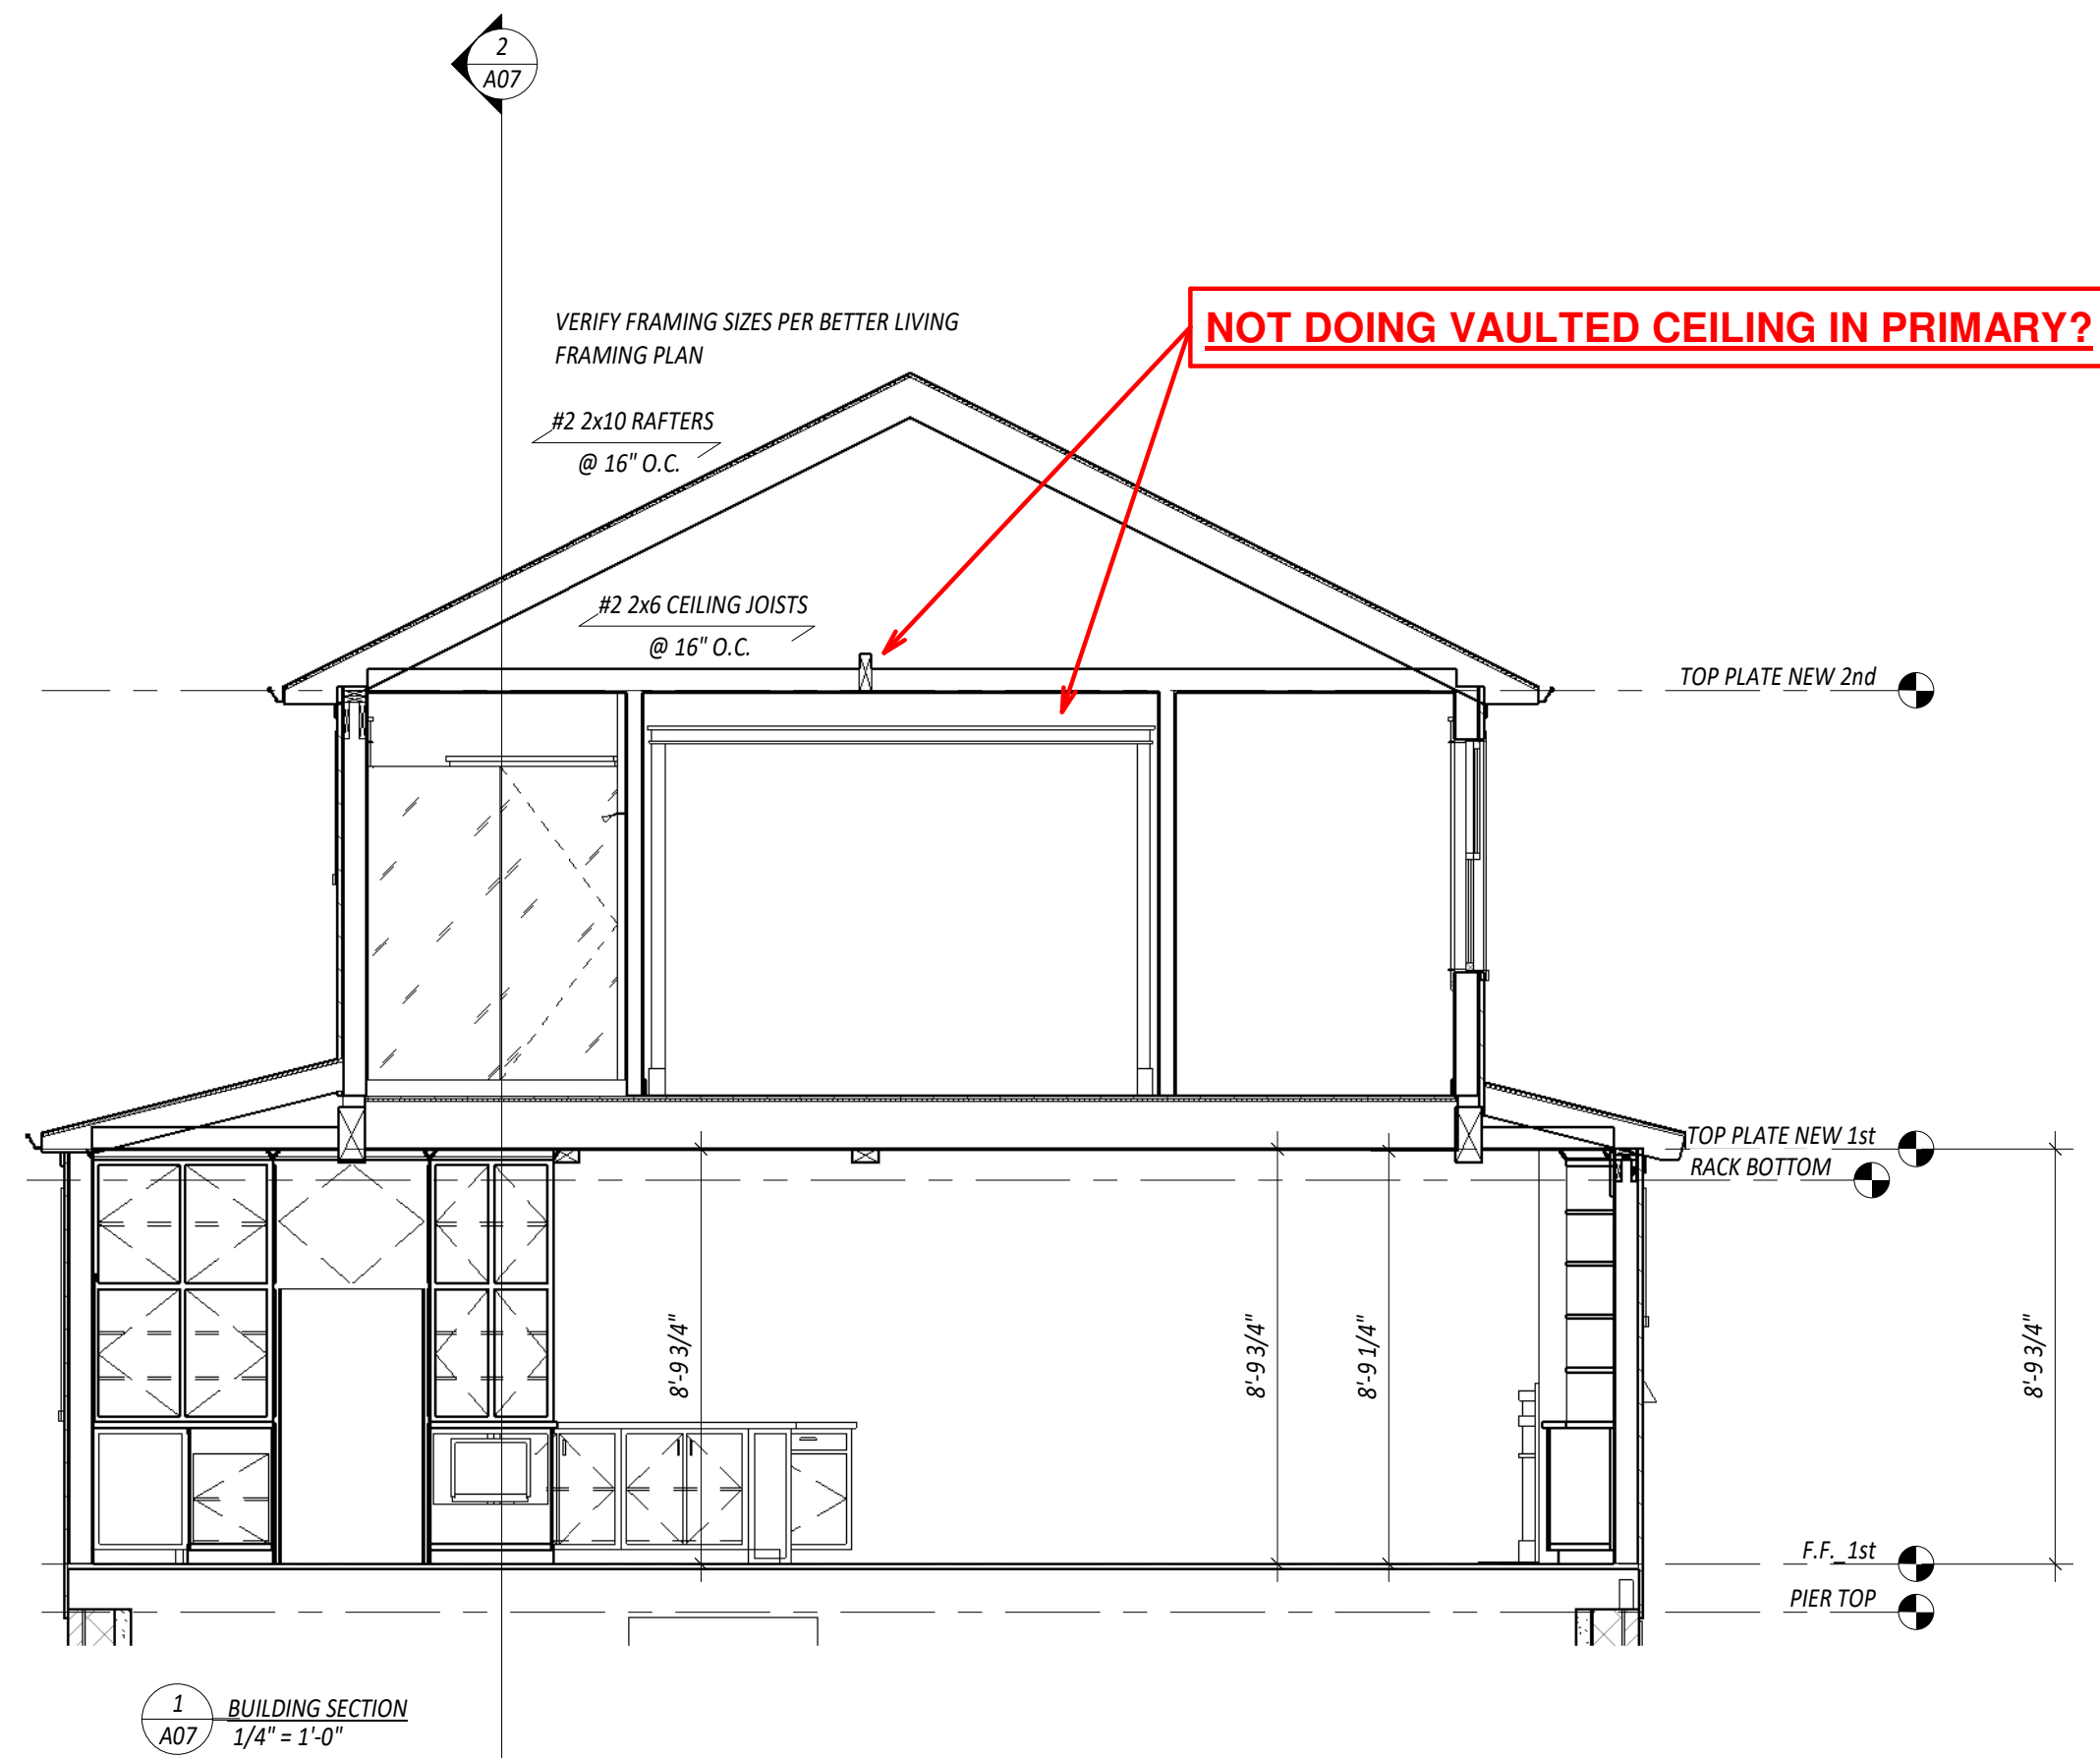 2
A07
VERIFY FRAMING SIZES PER BETTER LIVING
FRAMING PLAN
NOT DOING VAULTED CEILING IN PRIMARY?
#2 2x10 RAFTERS
@ 16" O.C.
#2 2x6 CEILING JOISTS
@ 16" O.C.
TOP PLATE NEW 2nd
TOP PLATE NEW 1st
RACK BOTTOM
8'-9 3/4"
8'-9 3/4"
8'-9 1/4"
8'-9 3/4"
F.F._1st
PIER TOP
1
A07
BUILDING SECTION
1/4" = 1'-0"